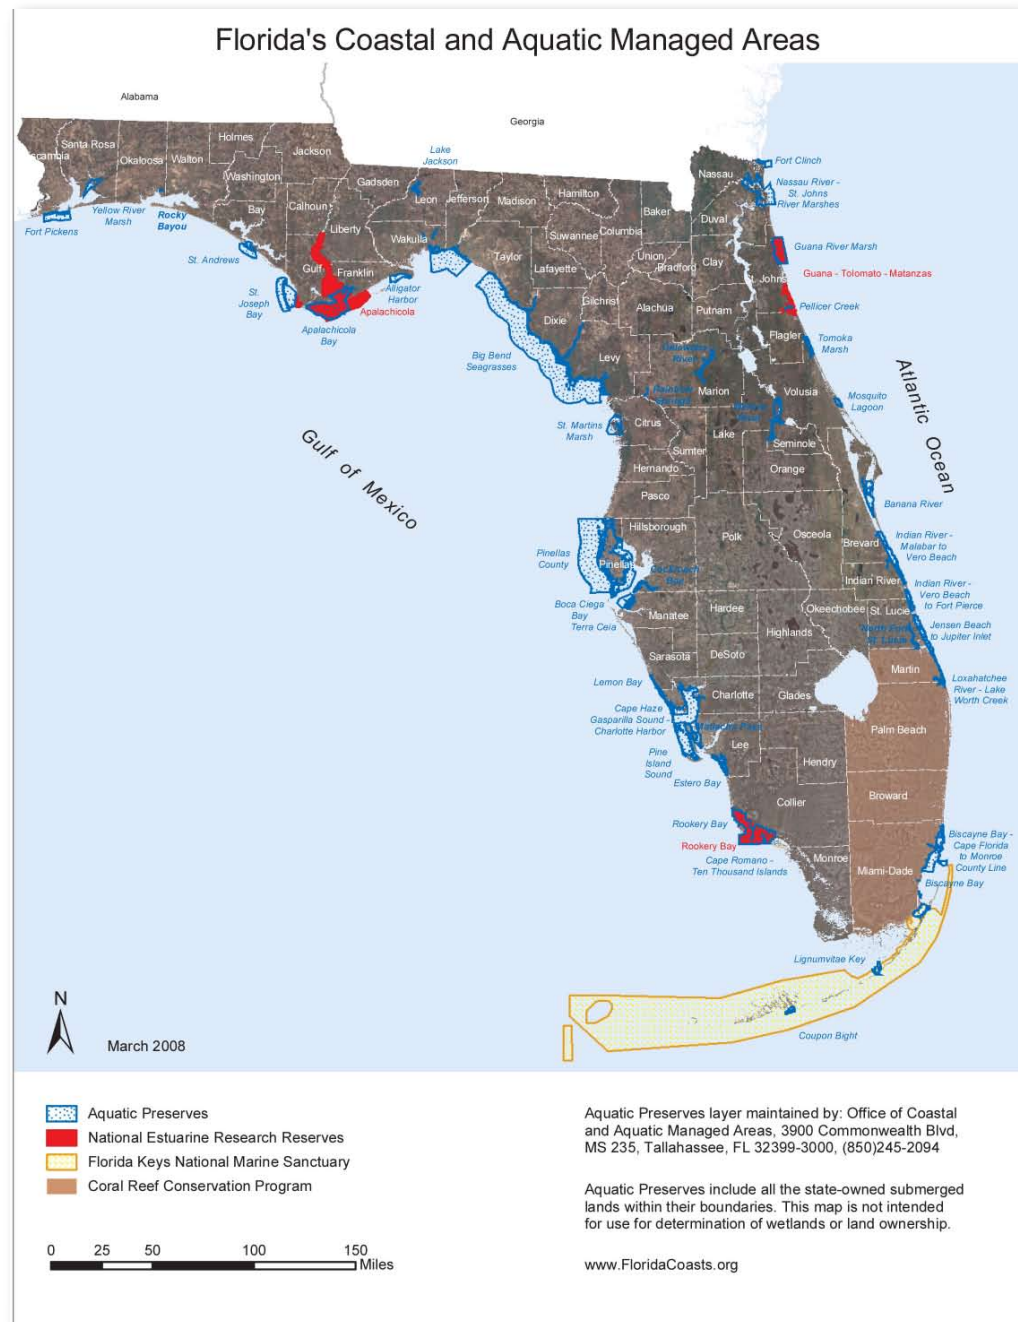 Florida's Coastal and Aquatic Managed Areas
Alabama
Georgia
Holmes
Santa Rosa
Okaloosa
Walton
Jackson
Washington
Gadsden
Lake
Jackson
Leon
Jefferson
Madison
Hamilton
Nassau
Fort Clinch
Nassau River -
St. Johns
River Marshes
Duval
Baker
Columbia
Suwannee
Bay
Calhoun
Liberty
Wakulla
Taylor
Lafayette
Union
Bradford
Clay
St. Johns
Guana River Marsh
Guana - Tolomato - Matanzas
Pellicer Creek
Fort Pickens
Yellow River
Marsh
Rocky
Bayou
St. Andrews
Gulf
Franklin
St.
Joseph
Bay
Alligator
Harbor
Apalachicola
Apalachicola
Bay
Gilchrist
Alachua
Putnam
Dixie
Flagler
Tomoka
Marsh
Big Bend
Seagrasses
Levy
River
Marion
Volusia
Mosquito
Lagoon
Atlantic Ocean
St. Martins
Marsh
Citrus
Lake
Sumter
Seminole
Hernando
Orange
Pasco
Gulf of Mexico
Banana River
Hillsborough
Polk
Osceola
Brevard
Pinellas
County
Pinellas
Indian River -
Malabar to
Vero Beach
Indian River
Indian River -
Vero Beach
to Fort Pierce
Boca Ciega
Bay
Terra Ceia
Manatee
Hardee
Okeechobee
St. Lucie
Highlands
Jensen Beach
to Jupiter Inlet
Sarasota
DeSoto
Martin
Lemon Bay
Charlotte
Glades
Loxahatchee
River - Lake
Worth Creek
Cape Haze
Gasparilla Sound -
Charlotte Harbor
Palm Beach
Lee
Pine
Island
Sound
Hendry
Estero Bay
Broward
Collier
Rookery Bay
Rookery Bay
Cape Romano -
Ten Thousand Islands
Monroe
Miami-Dade
Biscayne Bay -
Cape Florida
to Monroe
County Line
Biscayne Bay
Lignumvitae Key
Coupon Bight
N
March 2008
Aquatic Preserves
National Estuarine Research Reserves
Florida Keys National Marine Sanctuary
Coral Reef Conservation Program
0 25 50 100 150
Miles
Aquatic Preserves layer maintained by: Office of Coastal
and Aquatic Managed Areas, 3900 Commonwealth Blvd,
MS 235, Tallahassee, FL 32399-3000, (850)245-2094
Aquatic Preserves include all the state-owned submerged
lands within their boundaries. This map is not intended
for use for determination of wetlands or land ownership.
www.FloridaCoasts.org